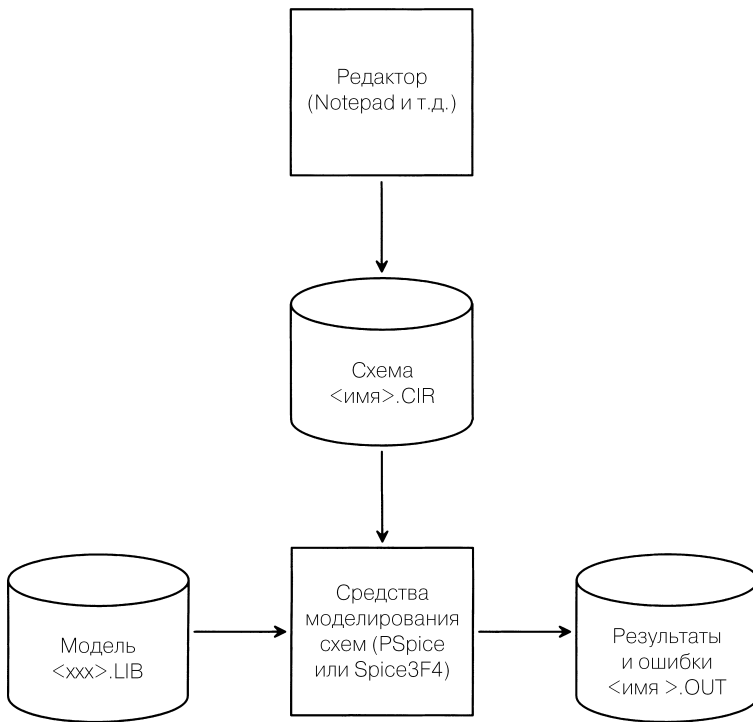 Редактор
(Notepad и т.д.)
Схема
<имя>.CIR
Модель
<xxx>.LIB
Средства
моделирования
схем (PSpice
или Spice3F4)
Результаты
и ошибки
<имя >.OUT